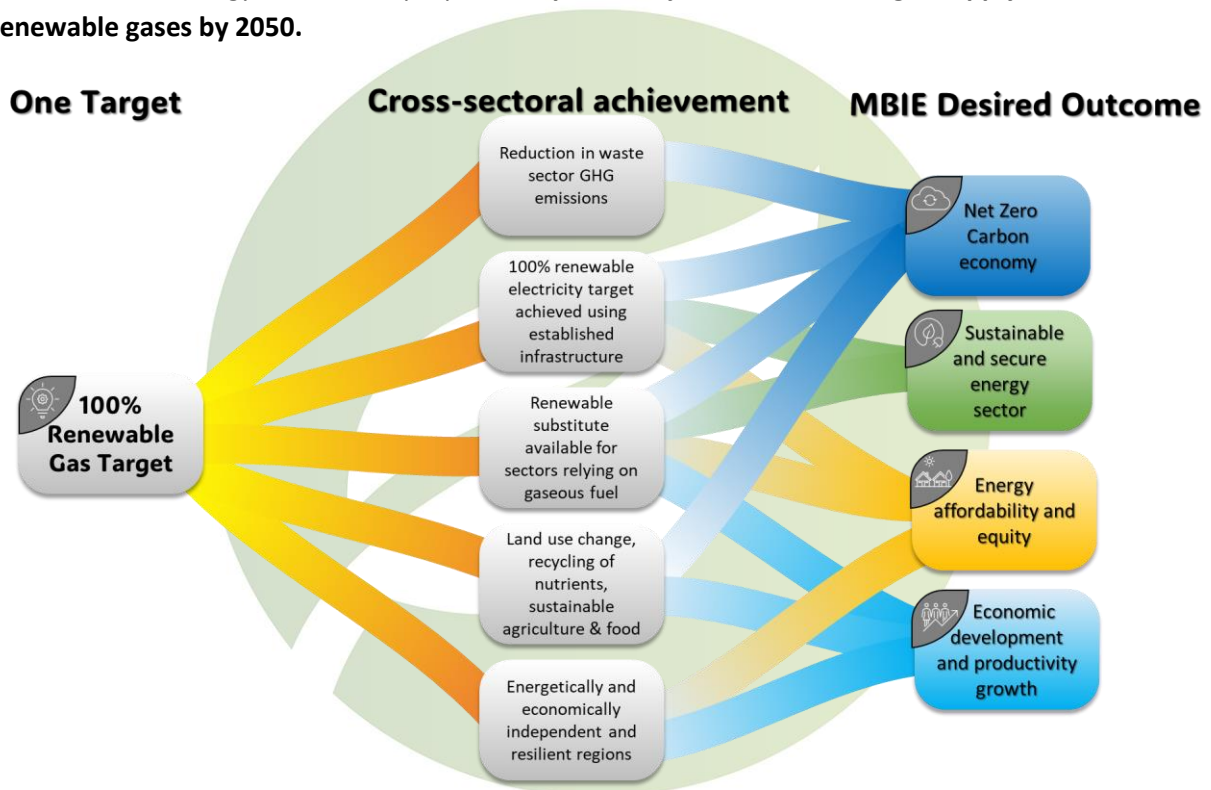 renewable gases by 2050.
One Target
Cross-sectoral achievement
MBIE Desired Outcome
100%
Renewable
Gas Target
Reduction in waste
sector GHG
emissions
100% renewable
electricity target
achieved using
established
infrastructure
Renewable
substitute
available for
sectors relying on
gaseous fuel
Land use change,
recycling of
nutrients,
sustainable
agriculture & food
Energetically and
economically
independent and
resilient regions
Net Zero
Carbon
economy
Sustainable
and secure
energy
sector
Energy
affordability and
equity
Economic
development
and productivity
growth